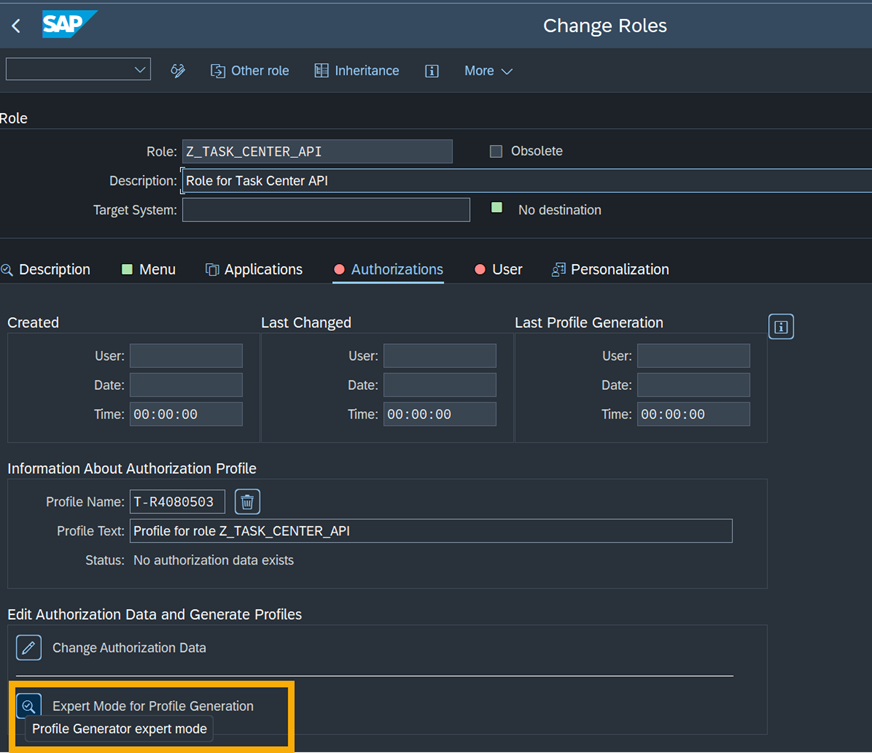 SAP Change Roles
Other role Inheritance More
Role
Role: Z_TASK_CENTER_API Obsolete
Description: Role for Task Center API
Target System: No destination
Description Menu Applications Authorizations User Personalization
Created Last Changed Last Profile Generation
User: User: User:
Date: Date: Date:
Time: 00:00:00 Time: 00:00:00 Time: 00:00:00
Information About Authorization Profile
Profile Name: T-R4080503
Profile Text: Profile for role Z_TASK_CENTER_API
Status: No authorization data exists
Edit Authorization Data and Generate Profiles
Change Authorization Data
Expert Mode for Profile Generation
Profile Generator expert mode